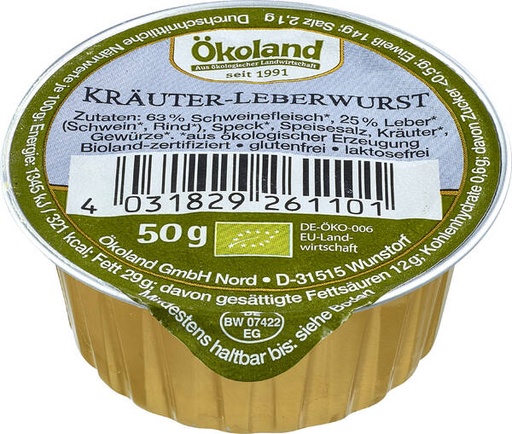 Ökoland
Aus ökologischer Landwirtschaft
seit 1991
KRÄUTER-LEBERWURST
Zutaten: 63% Schweinefleisch*, 25% Leber*
(Schwein*, Rind*), Speck*, Speisesalz, Kräuter*,
Gewürze*, *aus ökologischer Erzeugung
Bioland-zertifiziert • glutenfrei • laktosefrei
4 031829 261101
50g
DE-ÖKO-006
EU-Land-
wirtschaft
Ökoland GmbH Nord • D-31515 Wunstorf
Durchschnittliche Nährwerte je 100g: Energie: 1345 kJ / 321 kcal; Fett 29g; davon gesättigte Fettsäuren 12g; Kohlenhydrate 0,6g; davon Zucker <0,5g; Eiweiß 14g; Salz 2,1g
DE
BW 07422
EG
Mindestens haltbar bis: siehe Boden